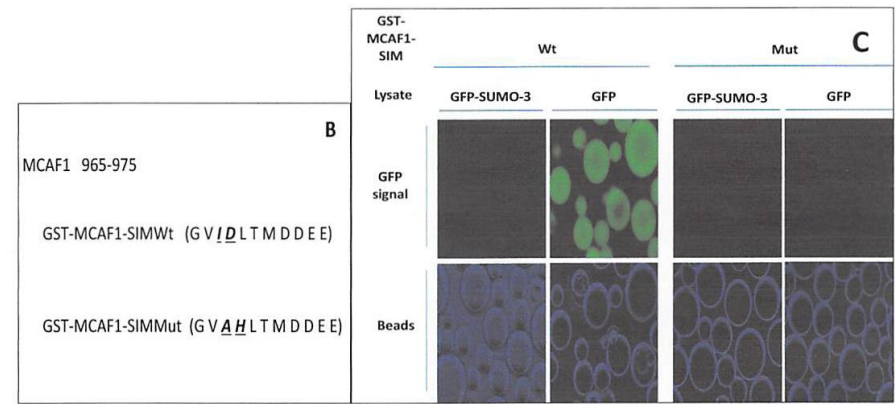 B
MCAF1 965-975
GST-MCAF1-SIMWt (G V I D L T M D D E E)
GST-MCAF1-SIMMut (G V A H L T M D D E E)
C
GST-
MCAF1-
SIM
Wt Mut
Lysate GFP-SUMO-3 GFP GFP-SUMO-3 GFP
GFP
signal
Beads